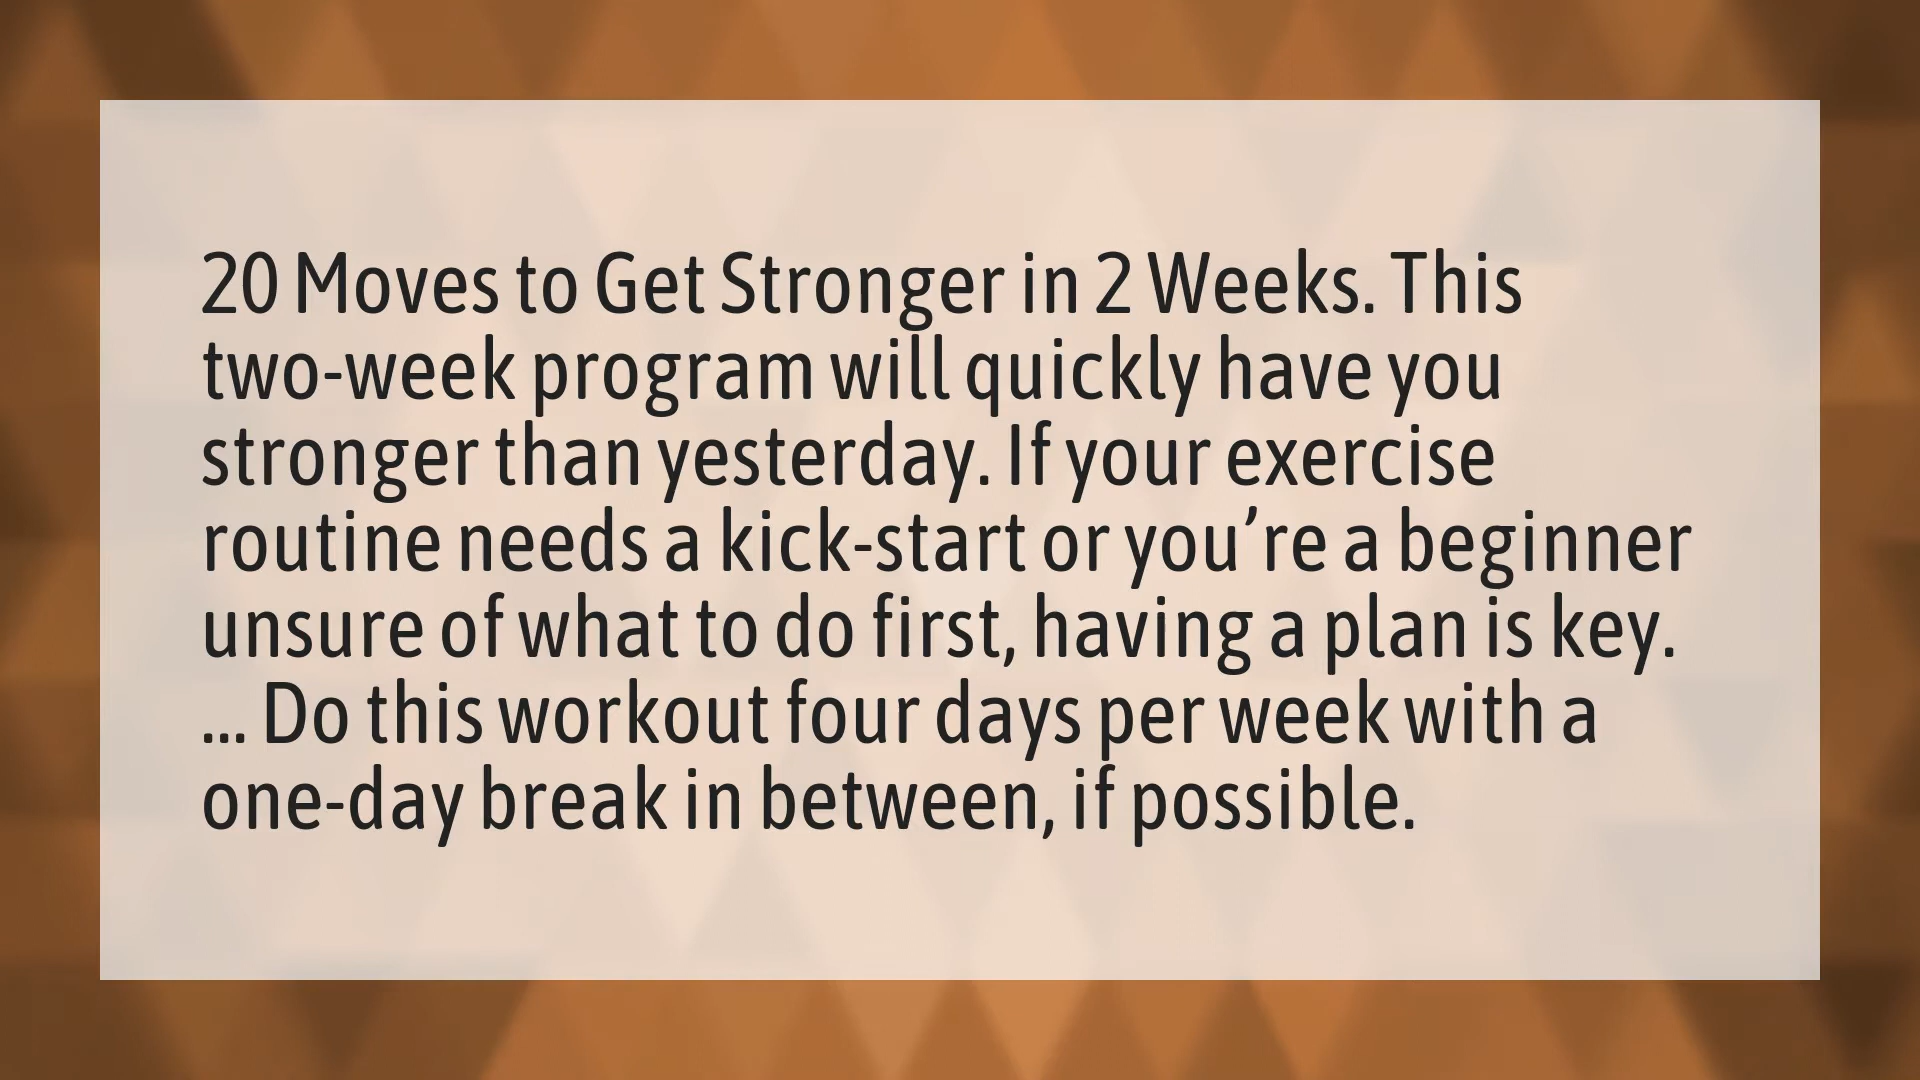 20 Moves to Get Stronger in 2 Weeks. This
two-week program will quickly have you
stronger than yesterday. If your exercise
routine needs a kick-start or you’re a beginner
unsure of what to do first, having a plan is key.
... Do this workout four days per week with a
one-day break in between, if possible.